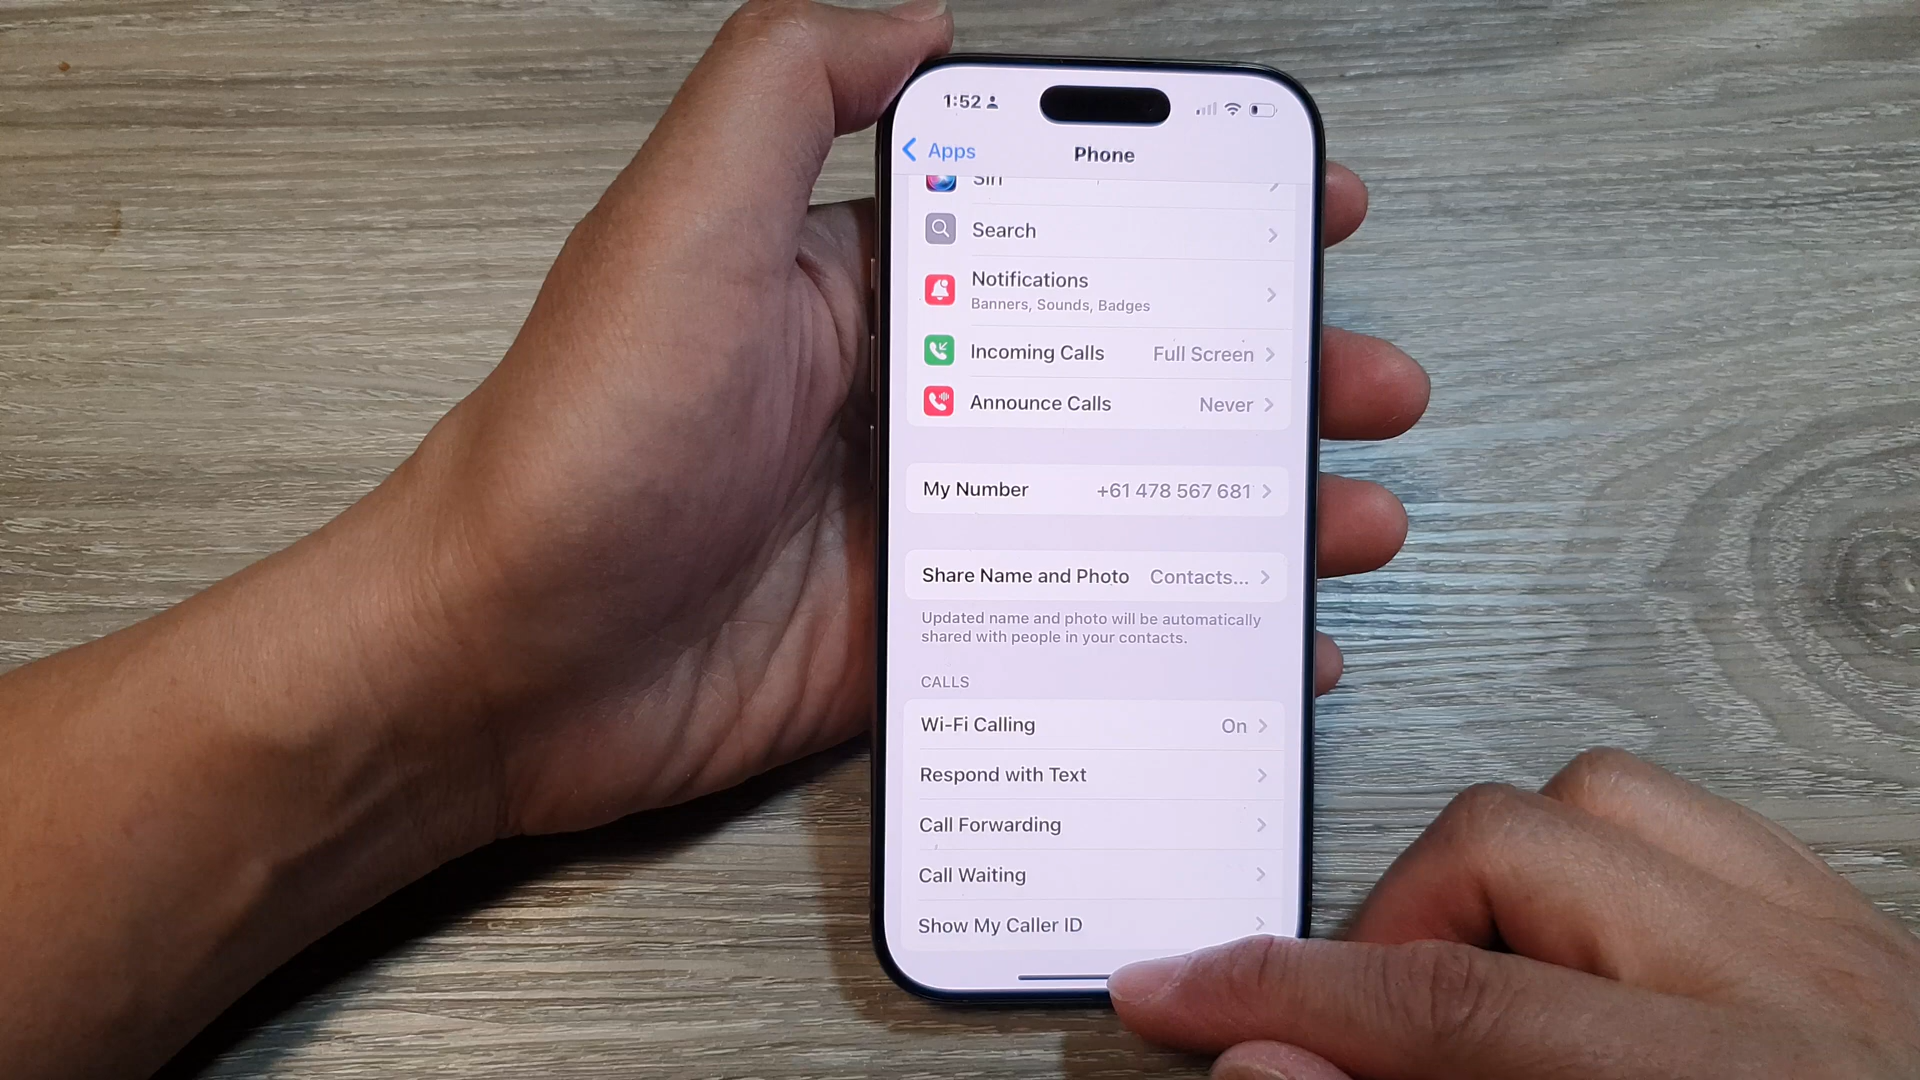 1:52
Apps
Phone
Siri
Search
Notifications
Banners, Sounds, Badges
Incoming Calls Full Screen
Announce Calls Never
My Number +61 478 567 681
Share Name and Photo Contacts...
Updated name and photo will be automatically
shared with people in your contacts.
CALLS
Wi-Fi Calling On
Respond with Text
Call Forwarding
Call Waiting
Show My Caller ID